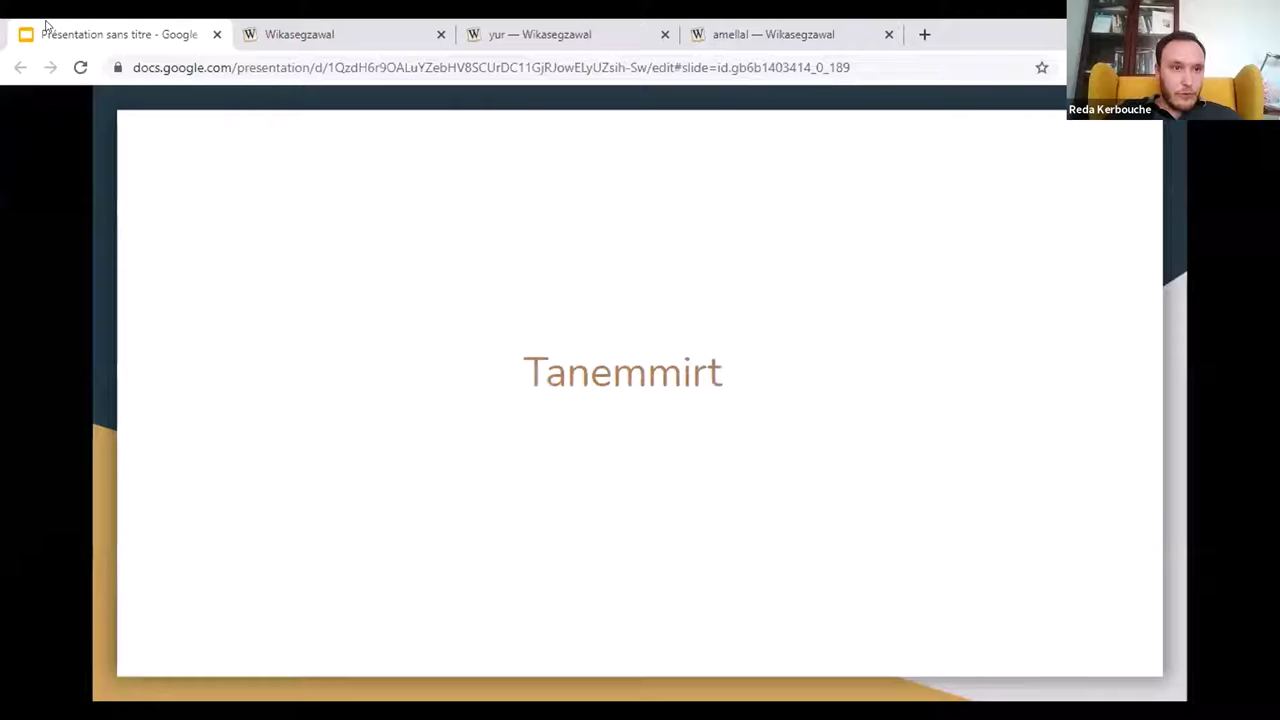 Présentation sans titre - Google
Wikasegzawal
yur — Wikasegzawal
amellal — Wikasegzawal
docs.google.com/presentation/d/1QzdH6r9OALuYZebHV8SCUrDC11GjRJowELyUZsih-Sw/edit#slide=id.gb6b1403414_0_189
Reda Kerbouche
Tanemmirt